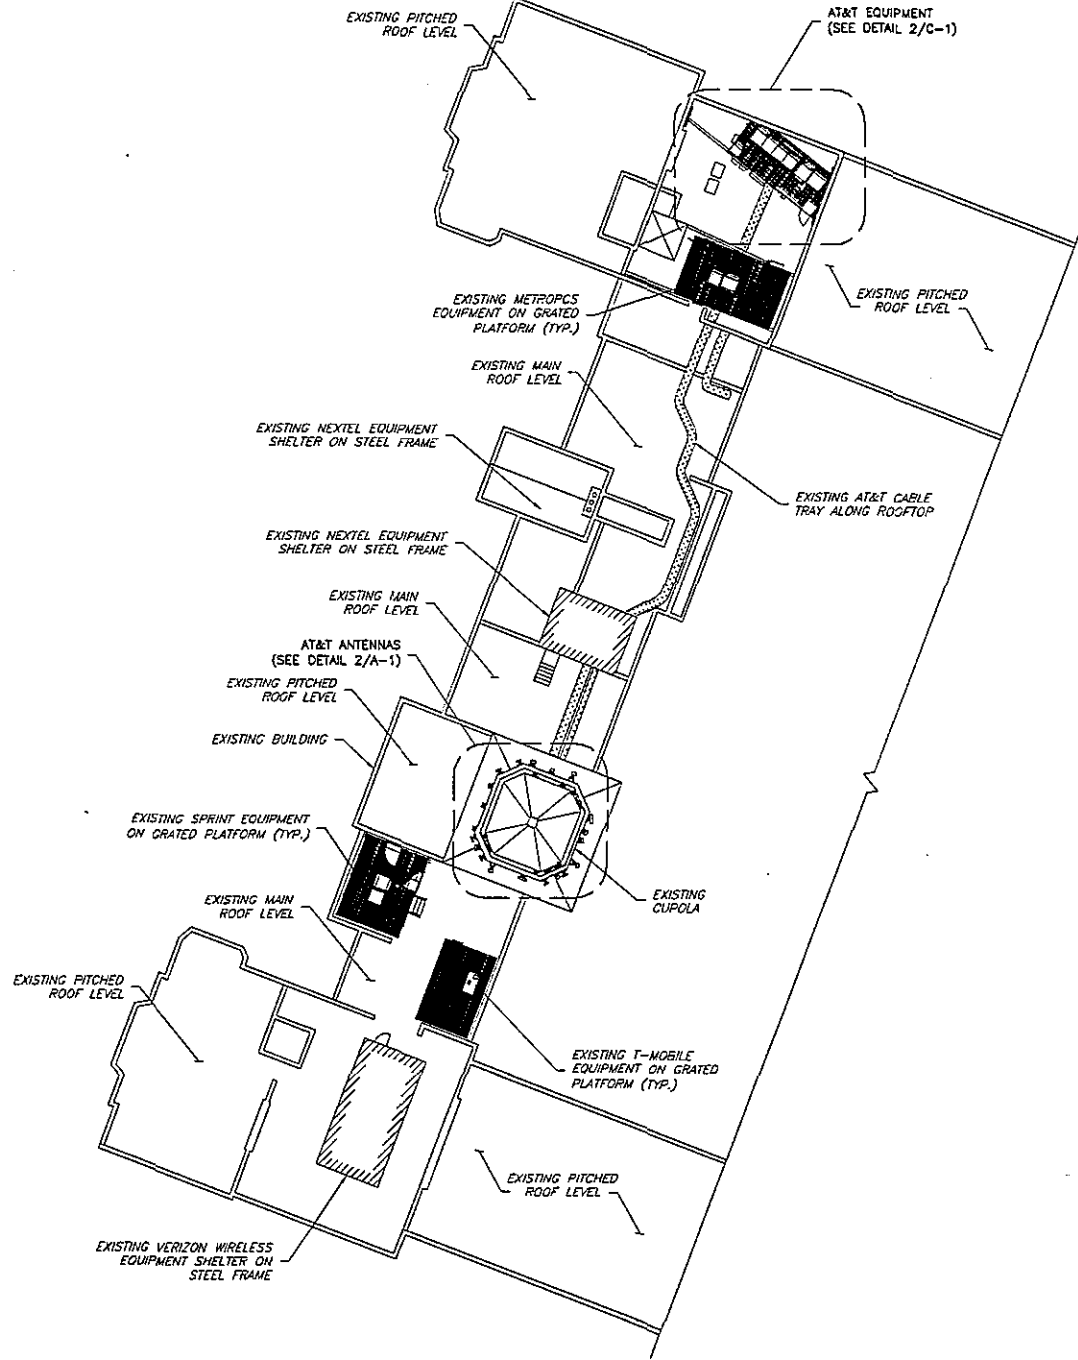 EXISTING PITCHED
ROOF LEVEL
AT&T EQUIPMENT
(SEE DETAIL 2/C-1)
EXISTING METROPCS
EQUIPMENT ON GRATED
PLATFORM (TYP.)
EXISTING PITCHED
ROOF LEVEL
EXISTING MAIN
ROOF LEVEL
EXISTING NEXTEL EQUIPMENT
SHELTER ON STEEL FRAME
EXISTING AT&T CABLE
TRAY ALONG ROOFTOP
EXISTING NEXTEL EQUIPMENT
SHELTER ON STEEL FRAME
EXISTING MAIN
ROOF LEVEL
AT&T ANTENNAS
(SEE DETAIL 2/A-1)
EXISTING PITCHED
ROOF LEVEL
EXISTING BUILDING
EXISTING SPRINT EQUIPMENT
ON GRATED PLATFORM (TYP.)
EXISTING
CUPOLA
EXISTING MAIN
ROOF LEVEL
EXISTING PITCHED
ROOF LEVEL
EXISTING T-MOBILE
EQUIPMENT ON GRATED
PLATFORM (TYP.)
EXISTING PITCHED
ROOF LEVEL
EXISTING VERIZON WIRELESS
EQUIPMENT SHELTER ON
STEEL FRAME